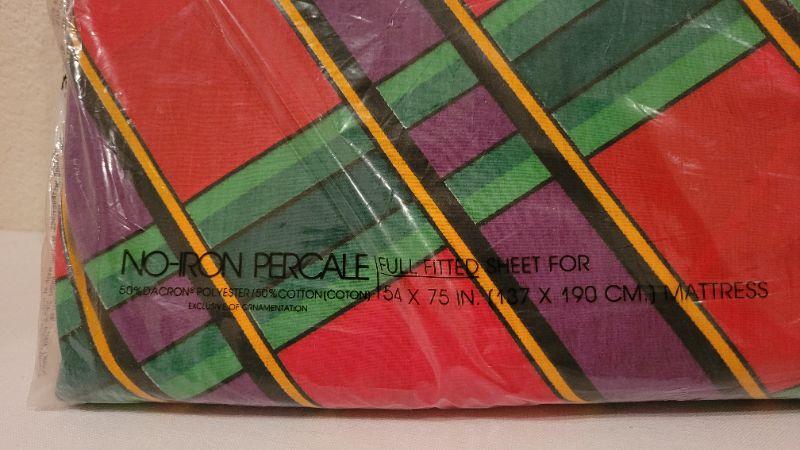 NO-IRON PERCALE
50% DACRON® POLYESTER/50% COTTON(COTON)
EXCLUSIVE OF ORNAMENTATION
FULL FITTED SHEET FOR
54 X 75 IN. (137 X 190 CM.) MATTRESS